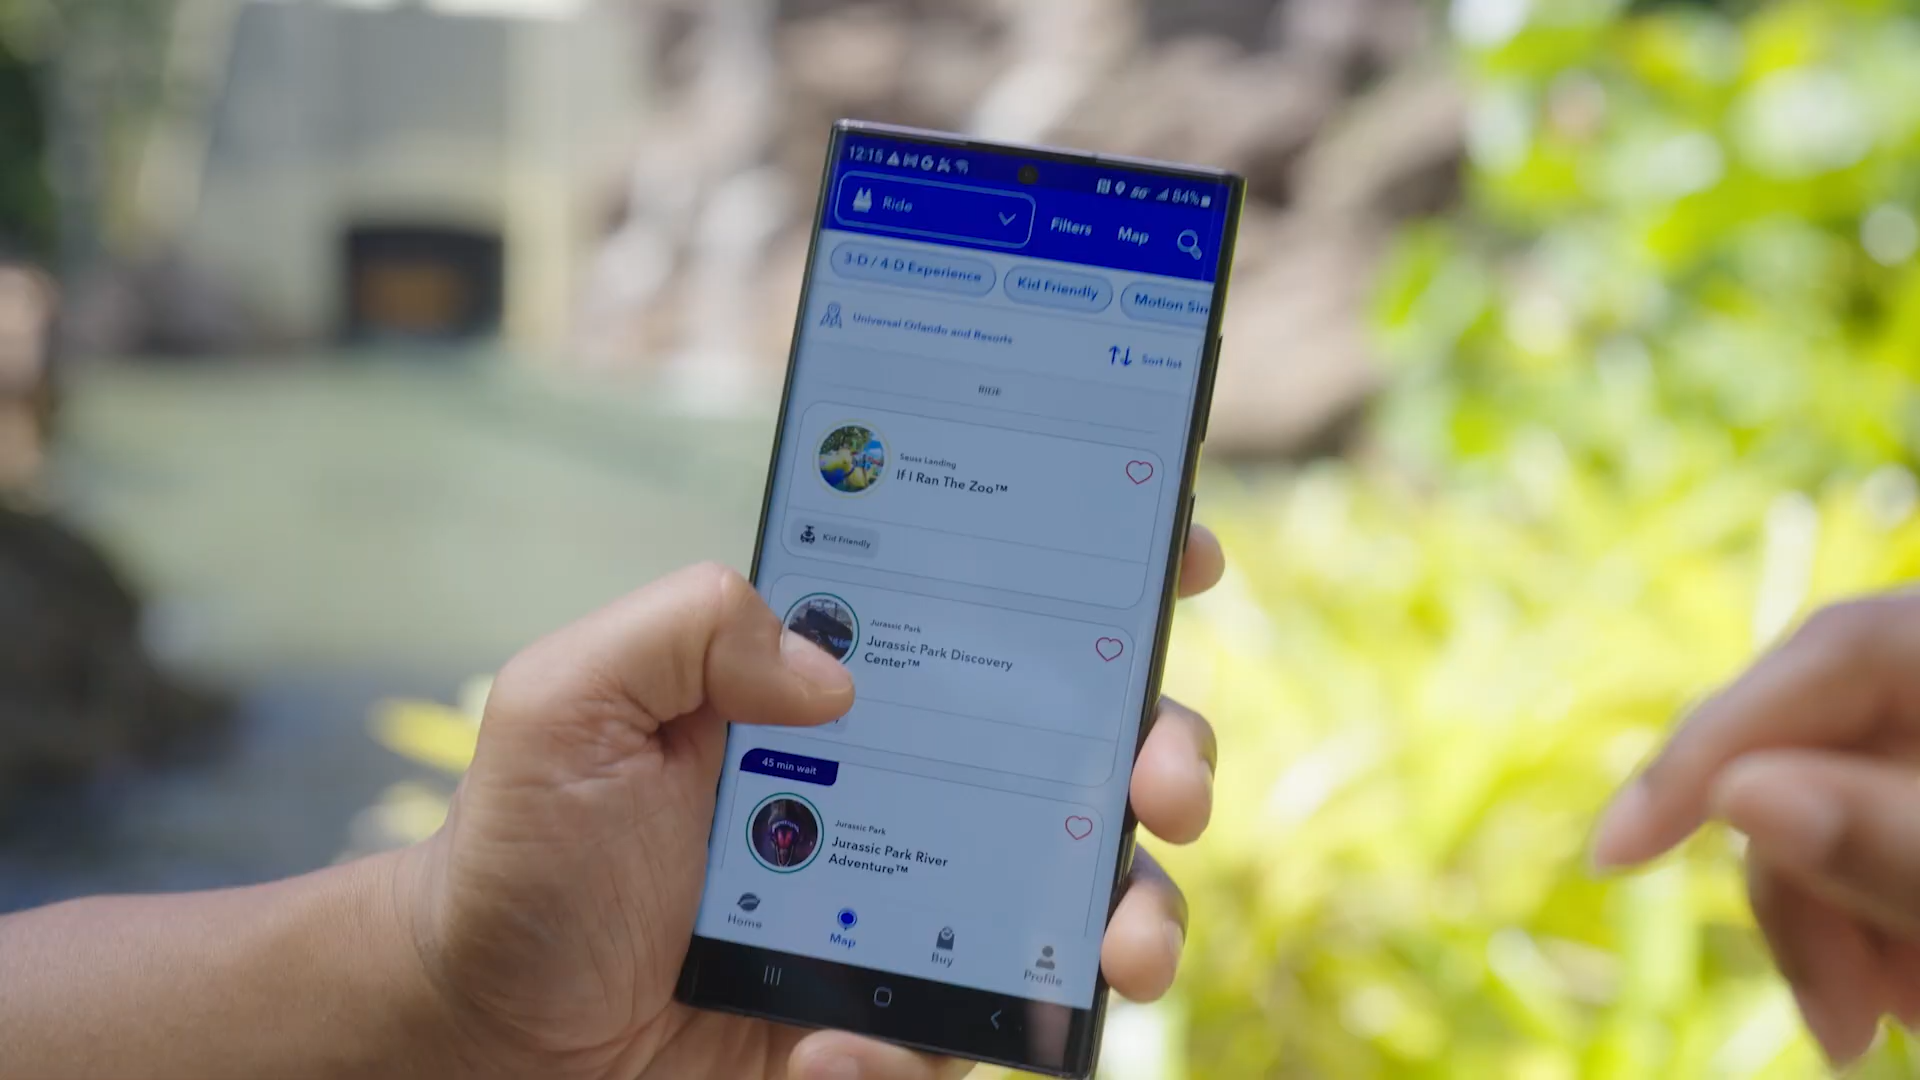 12:15
5G 84%
Ride
Filters
Map
3-D / 4-D Experience
Kid Friendly
Motion Sim
Universal Orlando and Resorts
Sort list
RIDE
Seuss Landing
If I Ran The Zoo™
Kid Friendly
Jurassic Park
Jurassic Park Discovery
Center™
45 min wait
Jurassic Park
Jurassic Park River
Adventure™
Home
Map
Buy
Profile